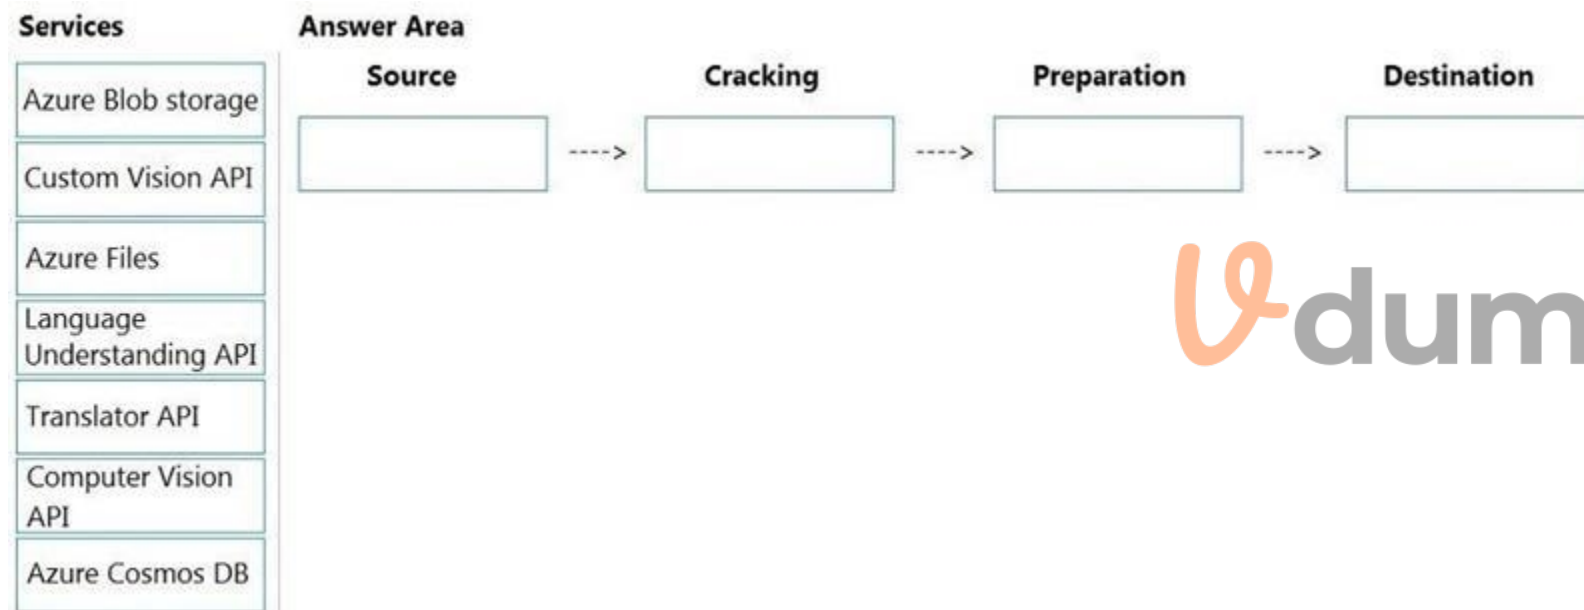 Services
Answer Area
Source
Cracking
Preparation
Destination
Azure Blob storage
Custom Vision API
Azure Files
Language
Understanding API
Translator API
Computer Vision
API
Azure Cosmos DB
---->
---->
---->
Vdum